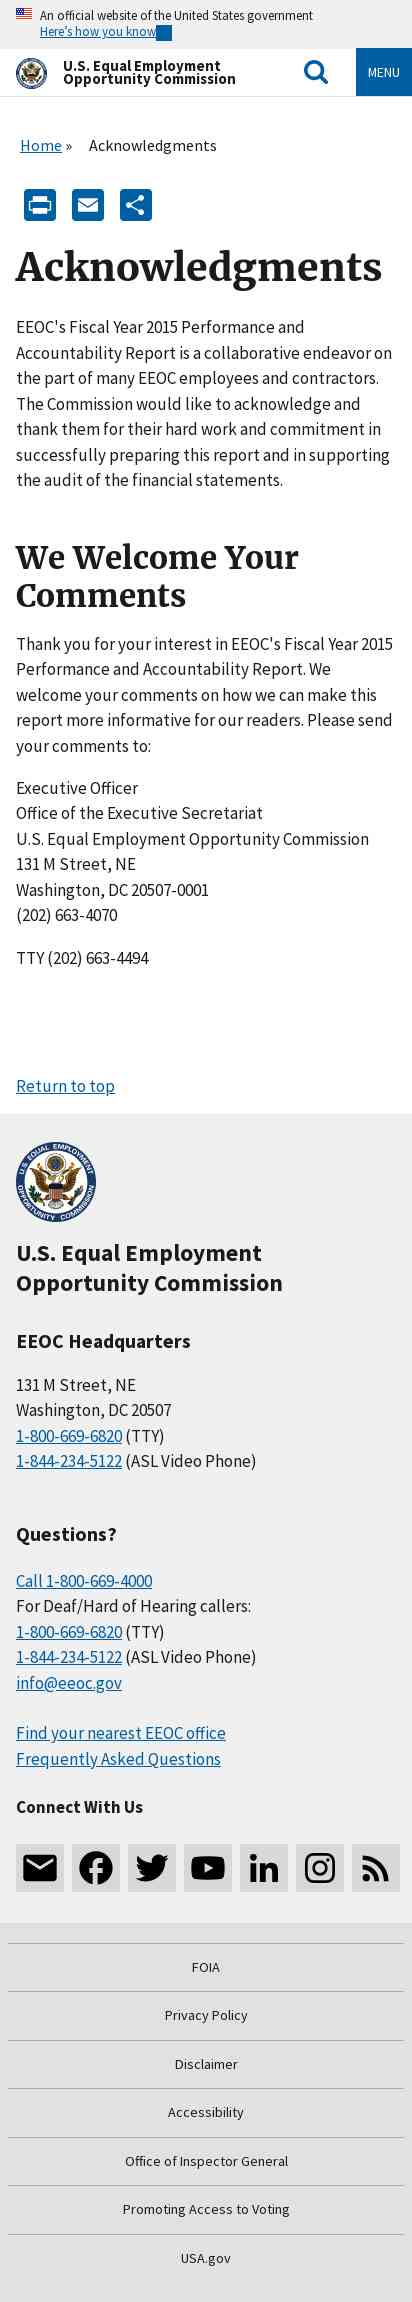 An official website of the United States government
Here's how you know
U.S. Equal Employment
Opportunity Commission
MENU
Home » Acknowledgments
Acknowledgments
EEOC's Fiscal Year 2015 Performance and
Accountability Report is a collaborative endeavor on
the part of many EEOC employees and contractors.
The Commission would like to acknowledge and
thank them for their hard work and commitment in
successfully preparing this report and in supporting
the audit of the financial statements.
We Welcome Your
Comments
Thank you for your interest in EEOC's Fiscal Year 2015
Performance and Accountability Report. We
welcome your comments on how we can make this
report more informative for our readers. Please send
your comments to:
Executive Officer
Office of the Executive Secretariat
U.S. Equal Employment Opportunity Commission
131 M Street, NE
Washington, DC 20507-0001
(202) 663-4070
TTY (202) 663-4494
Return to top
U.S. EQUAL EMPLOYMENT
OPPORTUNITY COMMISSION
U.S. Equal Employment
Opportunity Commission
EEOC Headquarters
131 M Street, NE
Washington, DC 20507
1-800-669-6820 (TTY)
1-844-234-5122 (ASL Video Phone)
Questions?
Call 1-800-669-4000
For Deaf/Hard of Hearing callers:
1-800-669-6820 (TTY)
1-844-234-5122 (ASL Video Phone)
info@eeoc.gov
Find your nearest EEOC office
Frequently Asked Questions
Connect With Us
FOIA
Privacy Policy
Disclaimer
Accessibility
Office of Inspector General
Promoting Access to Voting
USA.gov